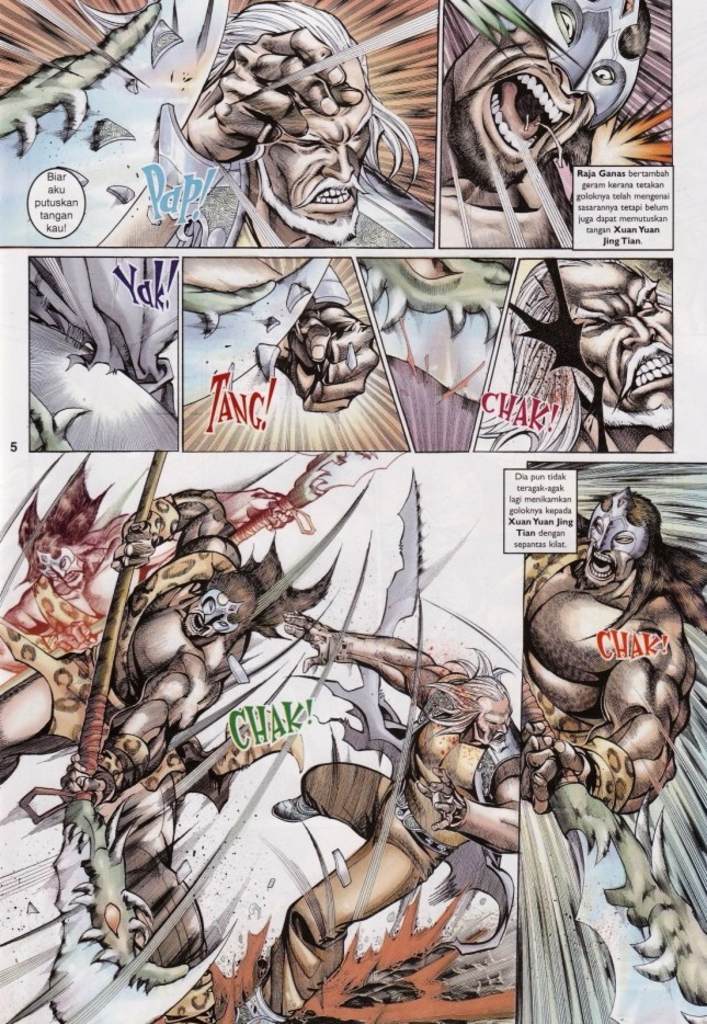 Biar
aku
putuskan
tangan
kau!
Pap!
Raja Ganas bertambah
geram kerana tetakan
goloknya mengenai
sasarannya tetapi belum
juga dapat memutuskan
tangan Xuan Yuan
Jing Tian.
Yak!
TANG!
CHAK!
5
Dia pun tidak
teragak-agak
lagi menikamkan
goloknya kepada
Xuan Yuan Jing
Tian dengan
sepantas kilat.
CHAK!
CHAK!